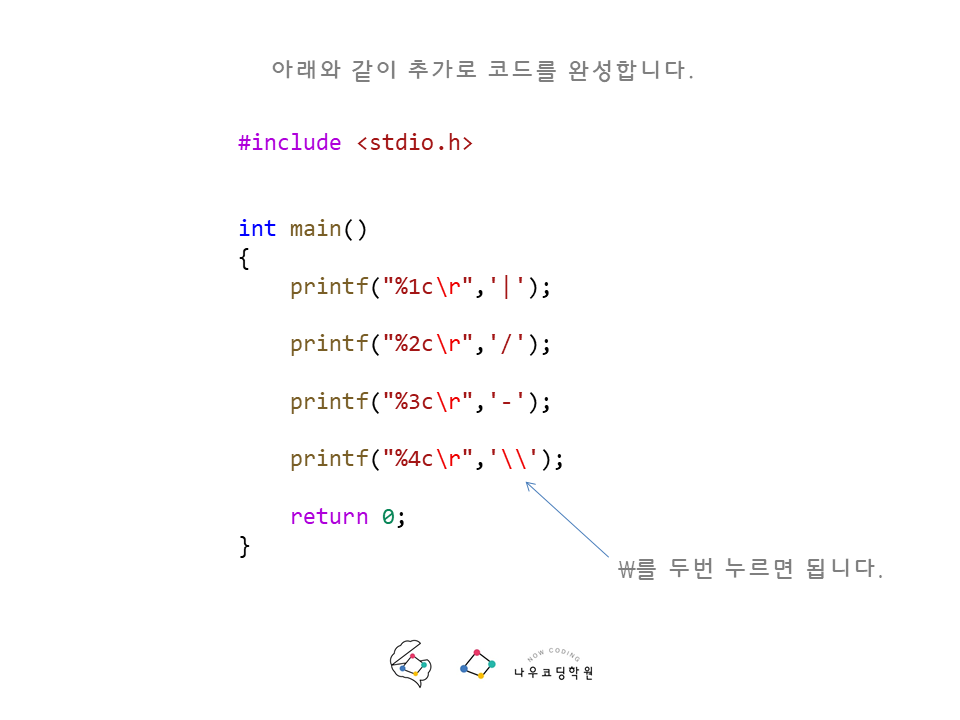 아래와 같이 추가로 코드를 완성합니다.
#include <stdio.h>
int main()
{
    printf("%1c\r",'|');
    printf("%2c\r",'/');
    printf("%3c\r",'-');
    printf("%4c\r",'\\');
    return 0;
}
₩를 두번 누르면 됩니다.
NOW CODING
나우코딩학원